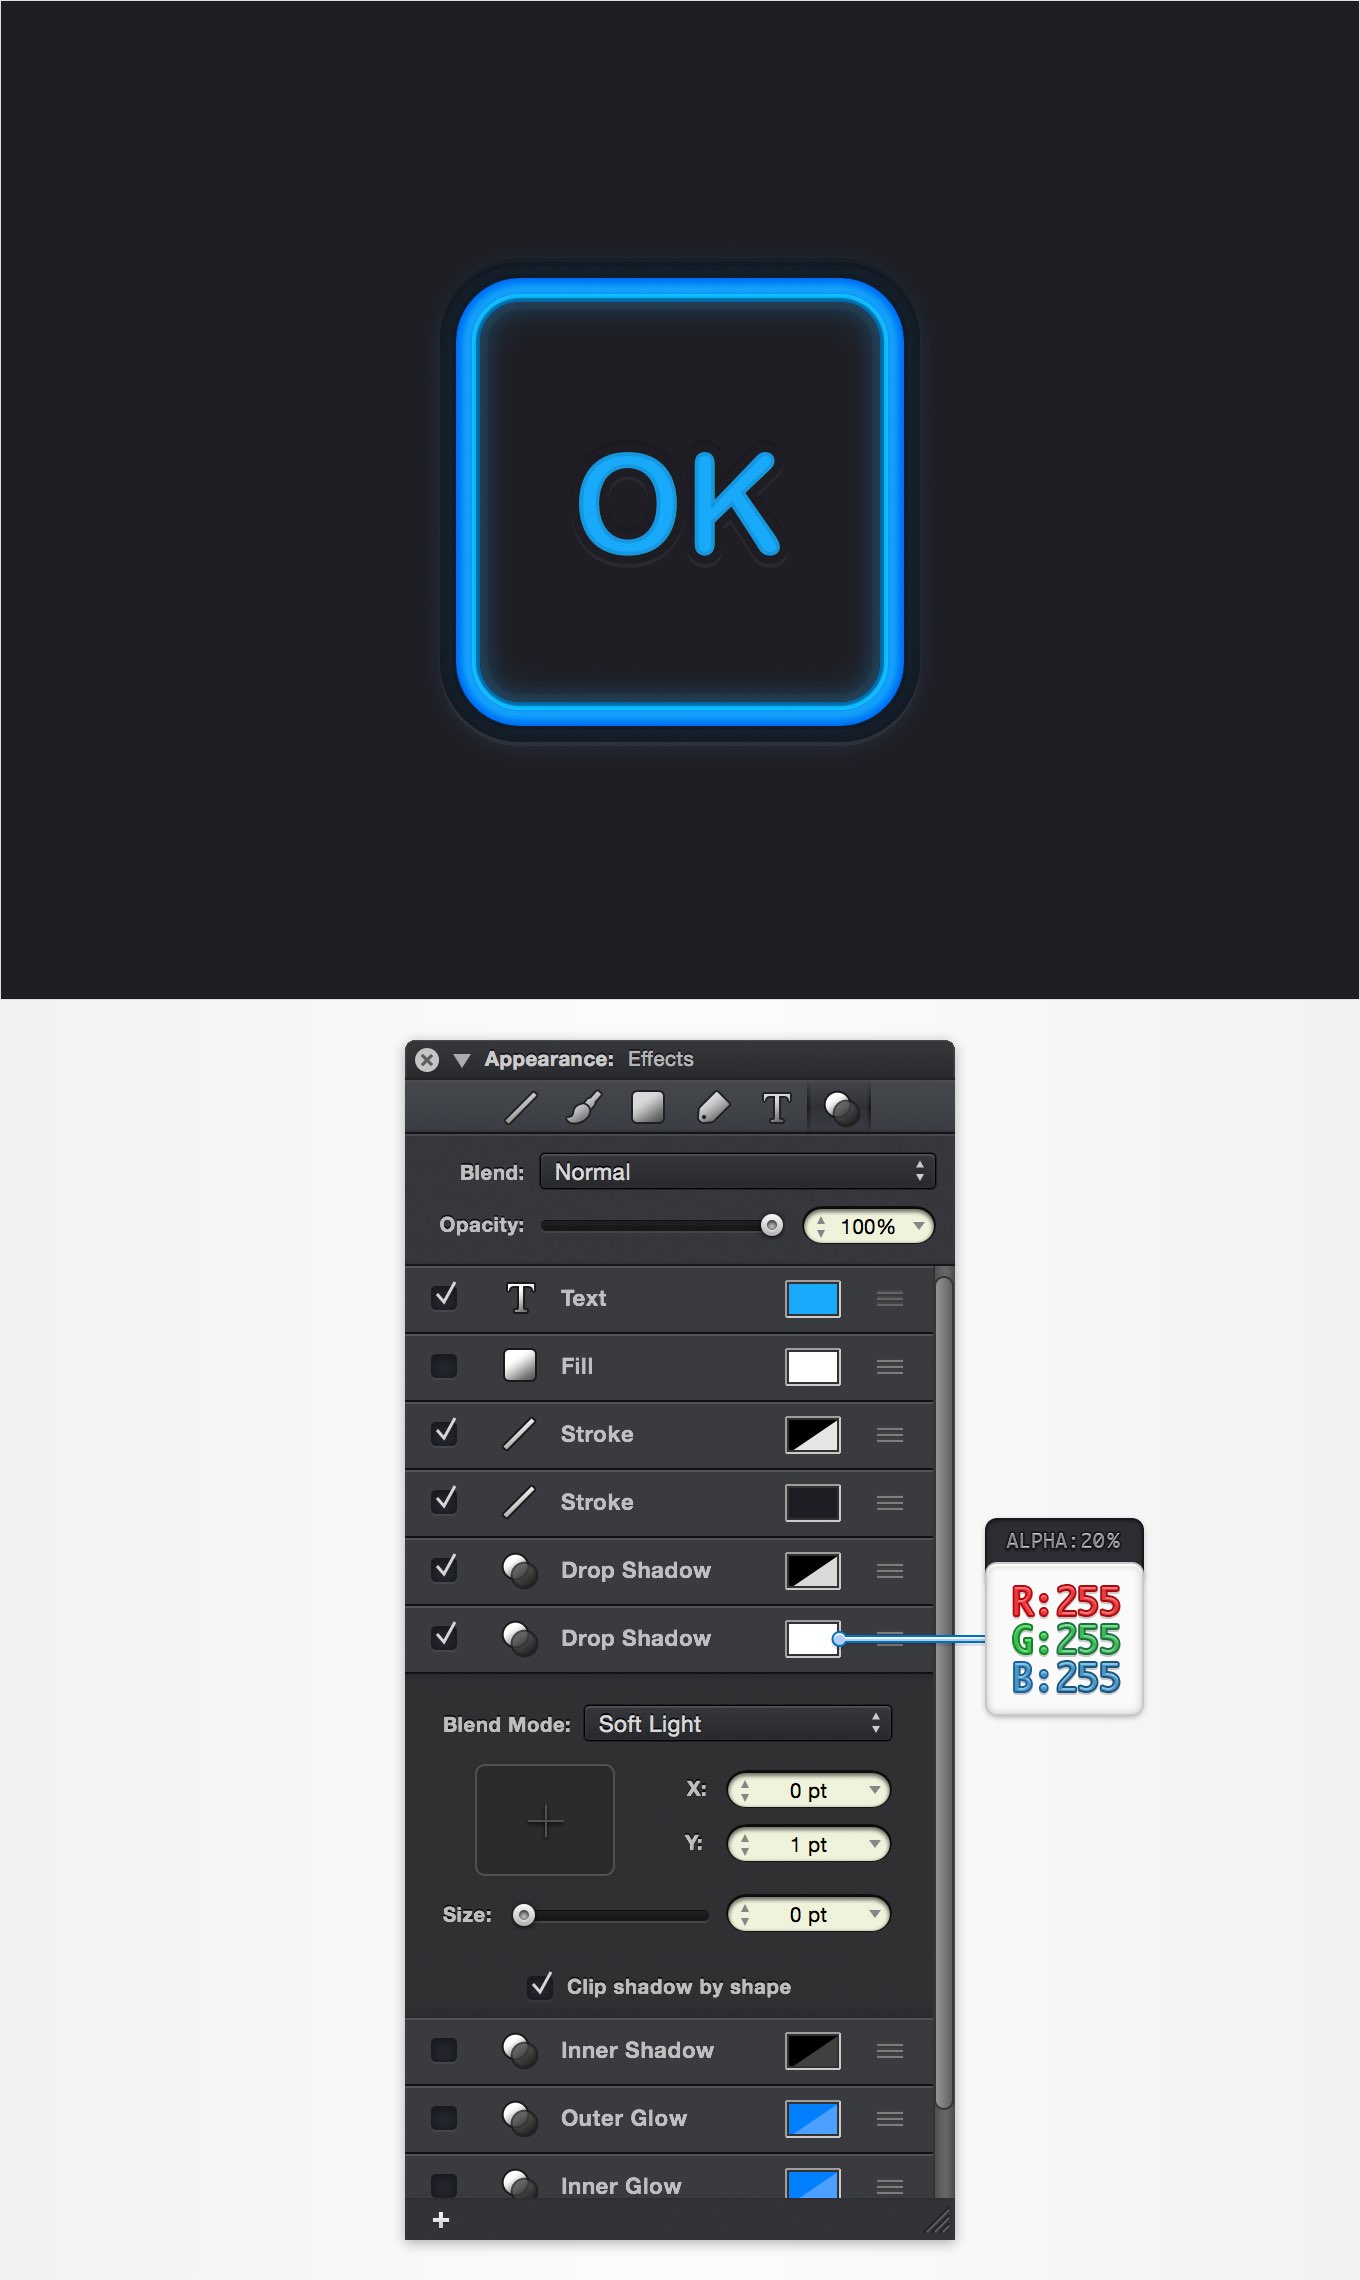 OK
Appearance: Effects
T
Blend: Normal
Opacity: 100%
T Text
Fill
Stroke
Stroke
Drop Shadow
Drop Shadow
ALPHA:20%
R:255
G:255
B:255
Blend Mode: Soft Light
X: 0 pt
Y: 1 pt
Size: 0 pt
Clip shadow by shape
Inner Shadow
Outer Glow
Inner Glow